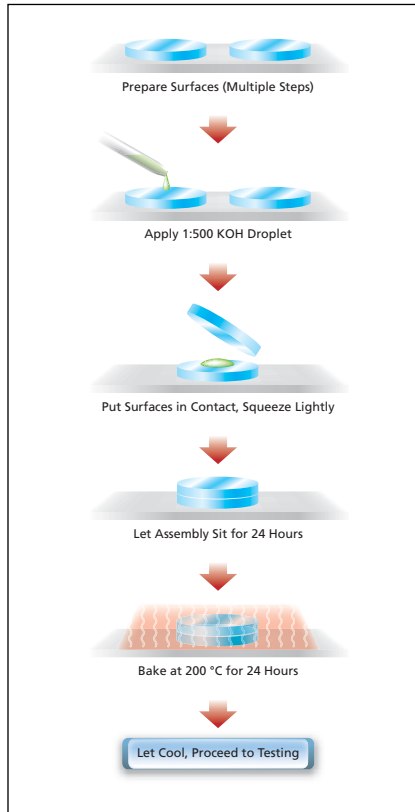 Prepare Surfaces (Multiple Steps)
Apply 1:500 KOH Droplet
Put Surfaces in Contact, Squeeze Lightly
Let Assembly Sit for 24 Hours
Bake at 200 °C for 24 Hours
Let Cool, Proceed to Testing